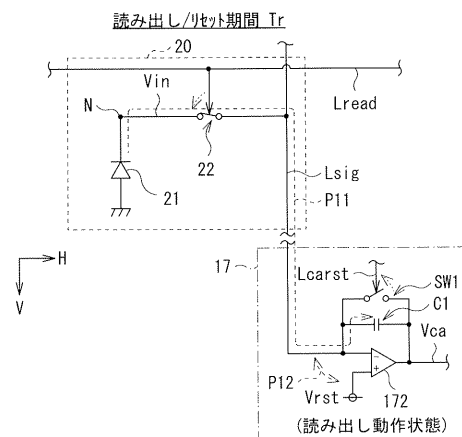 読み出し/リセット期間 Tr
20
Vin
N
Lread
22
21
Lsig
P11
H
V
17
Lcarst
SW1
C1
Vca
P12
Vrst
172
(読み出し動作状態)